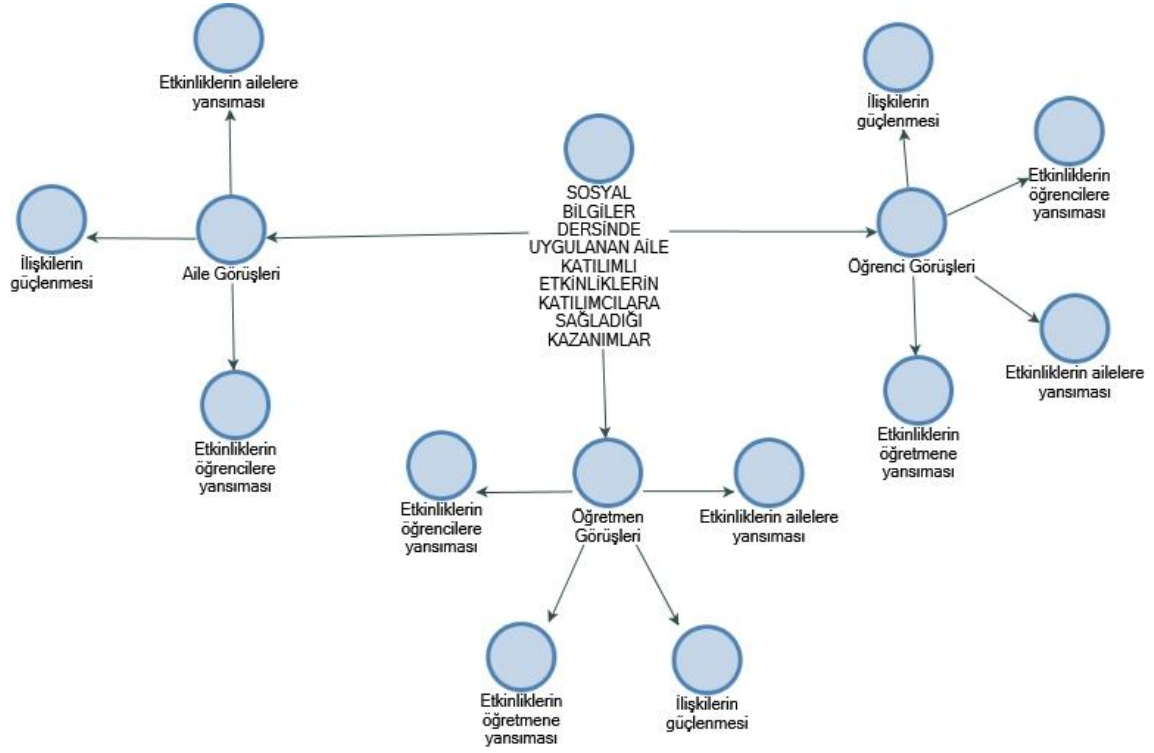 Etkinliklerin ailelere
yansıması
İlişkilerin
güçlenmesi
Aile Görüşleri
Etkinliklerin
öğrencilere
yansıması
SOSYAL
BİLGİLER
DERSİNDE
UYGULANAN AİLE
KATILIMLI
ETKİNLİKLERİN
KATILIMCILARA
SAĞLADIĞI
KAZANIMLAR
İlişkilerin
güçlenmesi
Etkinliklerin
öğrencilere
yansıması
Öğrenci Görüşleri
Etkinliklerin ailelere
yansıması
Etkinliklerin
öğretmene
yansıması
Etkinliklerin
öğrencilere
yansıması
Öğretmen
Görüşleri
Etkinliklerin ailelere
yansıması
Etkinliklerin
öğretmene
yansıması
İlişkilerin
güçlenmesi